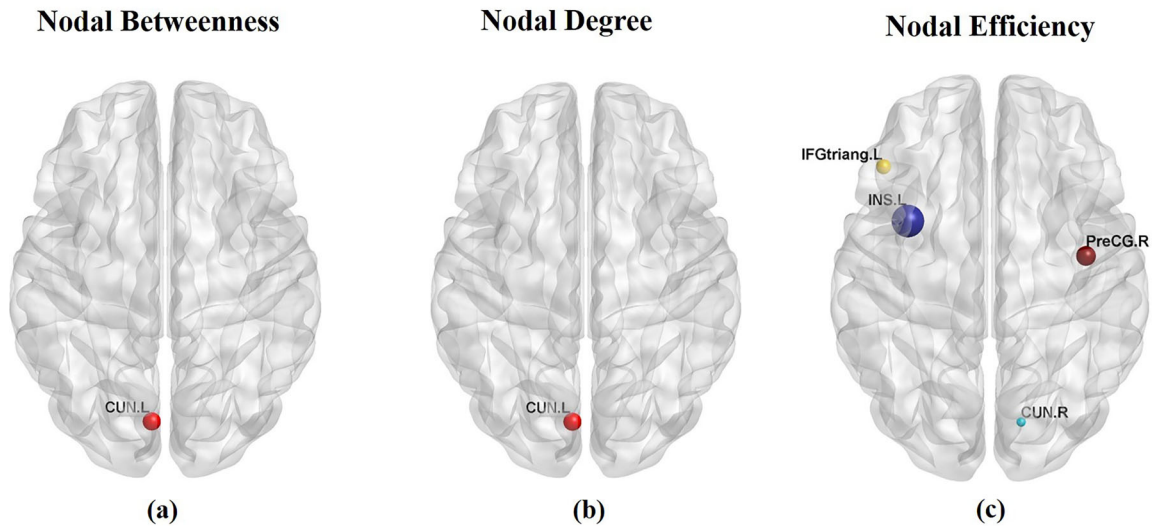 Nodal Betweenness
Nodal Degree
Nodal Efficiency
IFGtriang.L
INS.L
PreCG.R
CUN.L
CUN.L
CUN.R
(a)
(b)
(c)